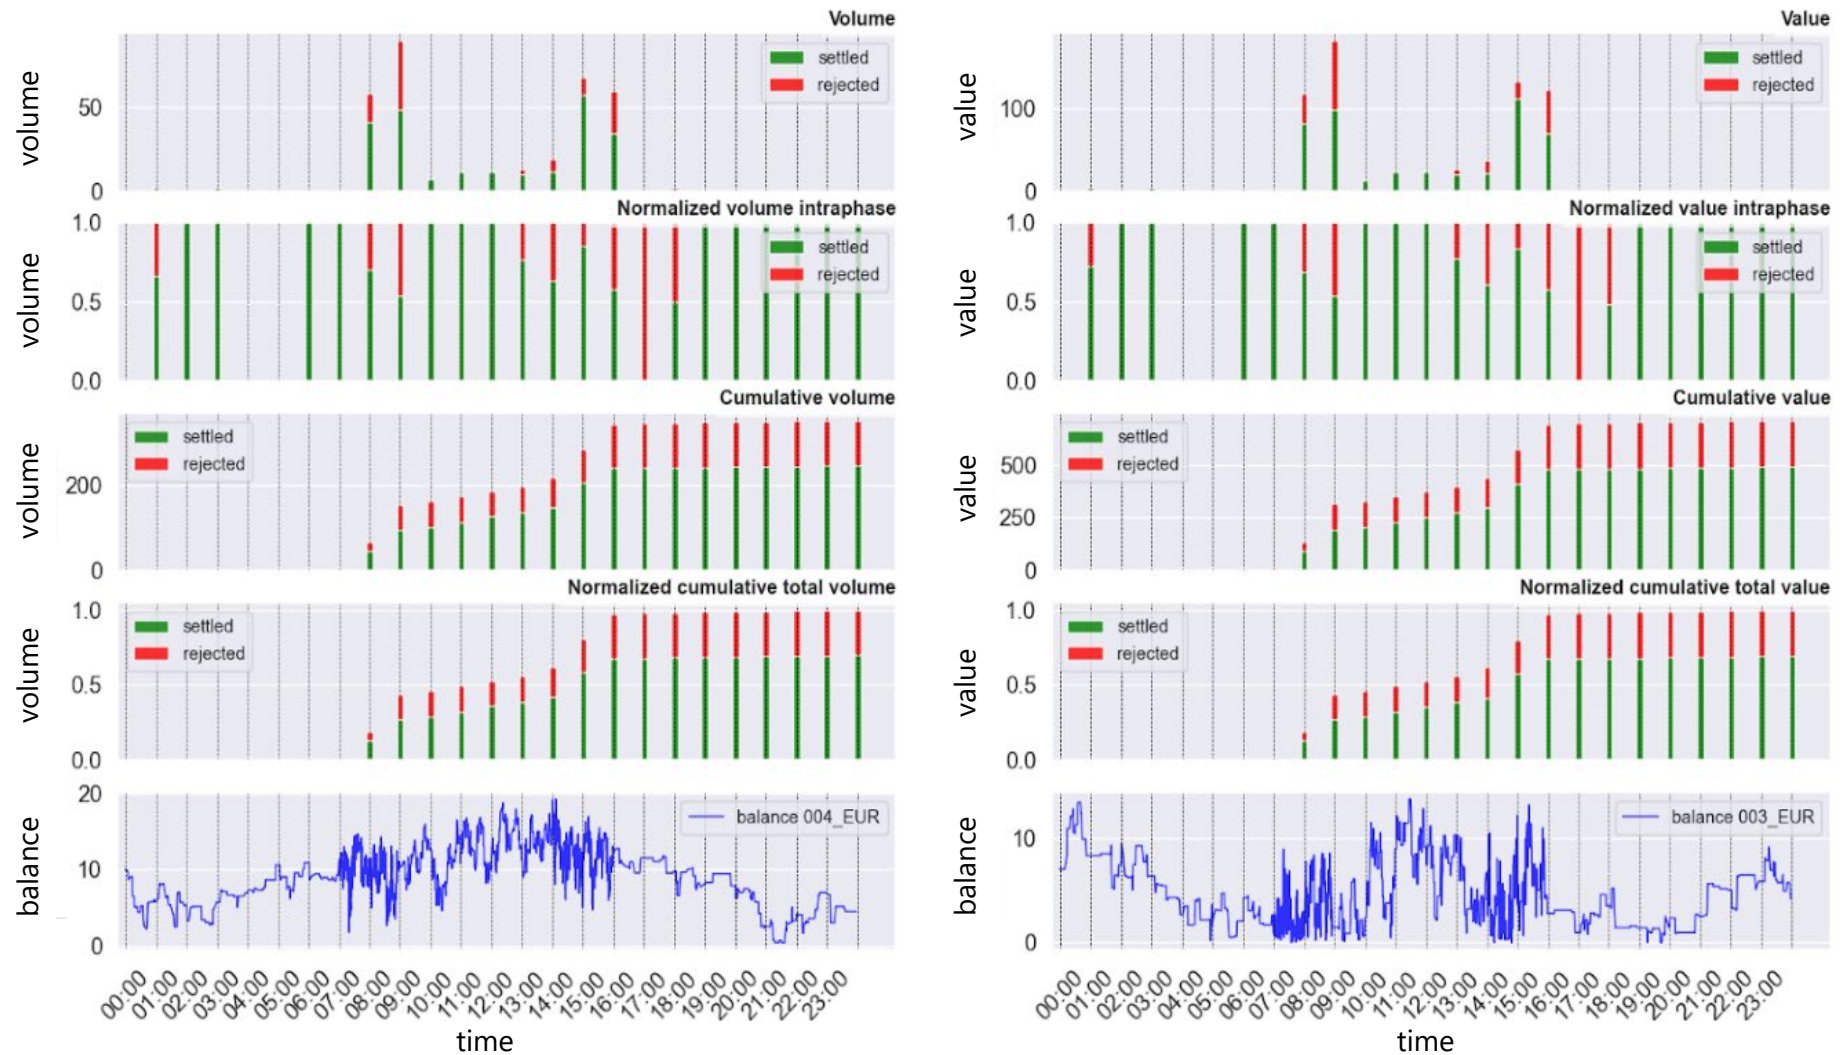 Volume
volume
50
0
settled
rejected
Normalized volume intraphase
volume
1.0
0.5
0.0
settled
rejected
Cumulative volume
volume
200
0
settled
rejected
Normalized cumulative total volume
volume
1.0
0.5
0.0
settled
rejected
balance
20
10
0
balance 004_EUR
00:00 01:00 02:00 03:00 04:00 05:00 06:00 07:00 08:00 09:00 10:00 11:00 12:00 13:00 14:00 15:00 16:00 17:00 18:00 19:00 20:00 21:00 22:00 23:00
time
Value
value
100
0
settled
rejected
Normalized value intraphase
value
1.0
0.5
0.0
settled
rejected
Cumulative value
value
500
250
0
settled
rejected
Normalized cumulative total value
value
1.0
0.5
0.0
settled
rejected
balance
10
0
balance 003_EUR
00:00 01:00 02:00 03:00 04:00 05:00 06:00 07:00 08:00 09:00 10:00 11:00 12:00 13:00 14:00 15:00 16:00 17:00 18:00 19:00 20:00 21:00 22:00 23:00
time